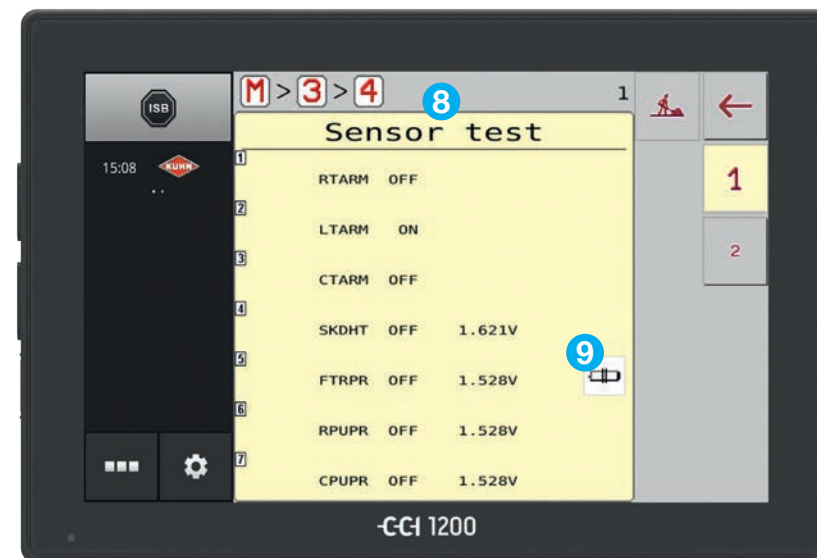 M > 3 > 4 8 1
ISB
Sensor test
15:08 KUHN
1
1
RTARM OFF
2
LTARM ON
2
3
CTARM OFF
4
SKDHT OFF 1.621V
9
5
FTRPR OFF 1.528V
6
RPUPR OFF 1.528V
7
CPUPR OFF 1.528V
CCI 1200